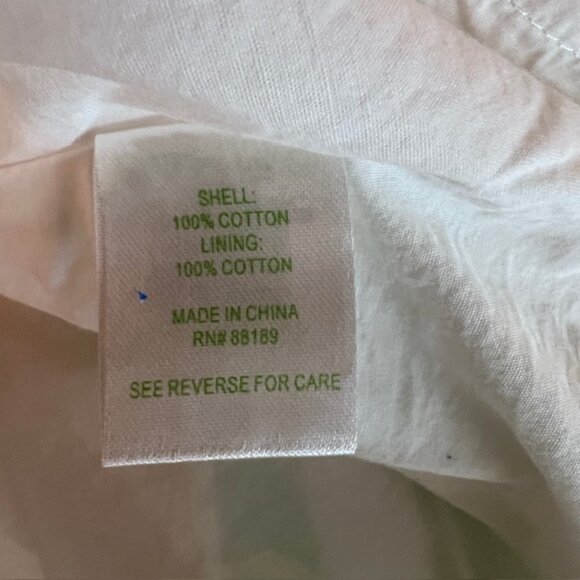 SHELL:
100% COTTON
LINING:
100% COTTON
MADE IN CHINA
RN# 88189
SEE REVERSE FOR CARE